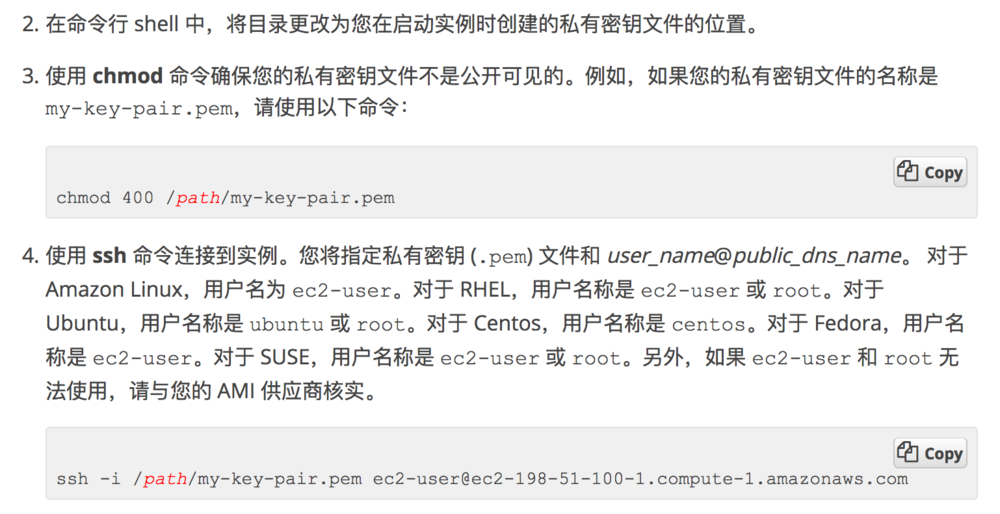 2. 在命令行 shell 中，将目录更改为您在启动实例时创建的私有密钥文件的位置。
3. 使用 chmod 命令确保您的私有密钥文件不是公开可见的。例如，如果您的私有密钥文件的名称是
my-key-pair.pem，请使用以下命令：
Copy
chmod 400 /path/my-key-pair.pem
4. 使用 ssh 命令连接到实例。您将指定私有密钥 (.pem) 文件和 user_name@public_dns_name。 对于
Amazon Linux，用户名为 ec2-user。对于 RHEL，用户名称是 ec2-user 或 root。对于
Ubuntu，用户名称是 ubuntu 或 root。对于 Centos，用户名称是 centos。对于 Fedora，用户名
称是 ec2-user。对于 SUSE，用户名称是 ec2-user 或 root。另外，如果 ec2-user 和 root 无
法使用，请与您的 AMI 供应商核实。
Copy
ssh -i /path/my-key-pair.pem ec2-user@ec2-198-51-100-1.compute-1.amazonaws.com